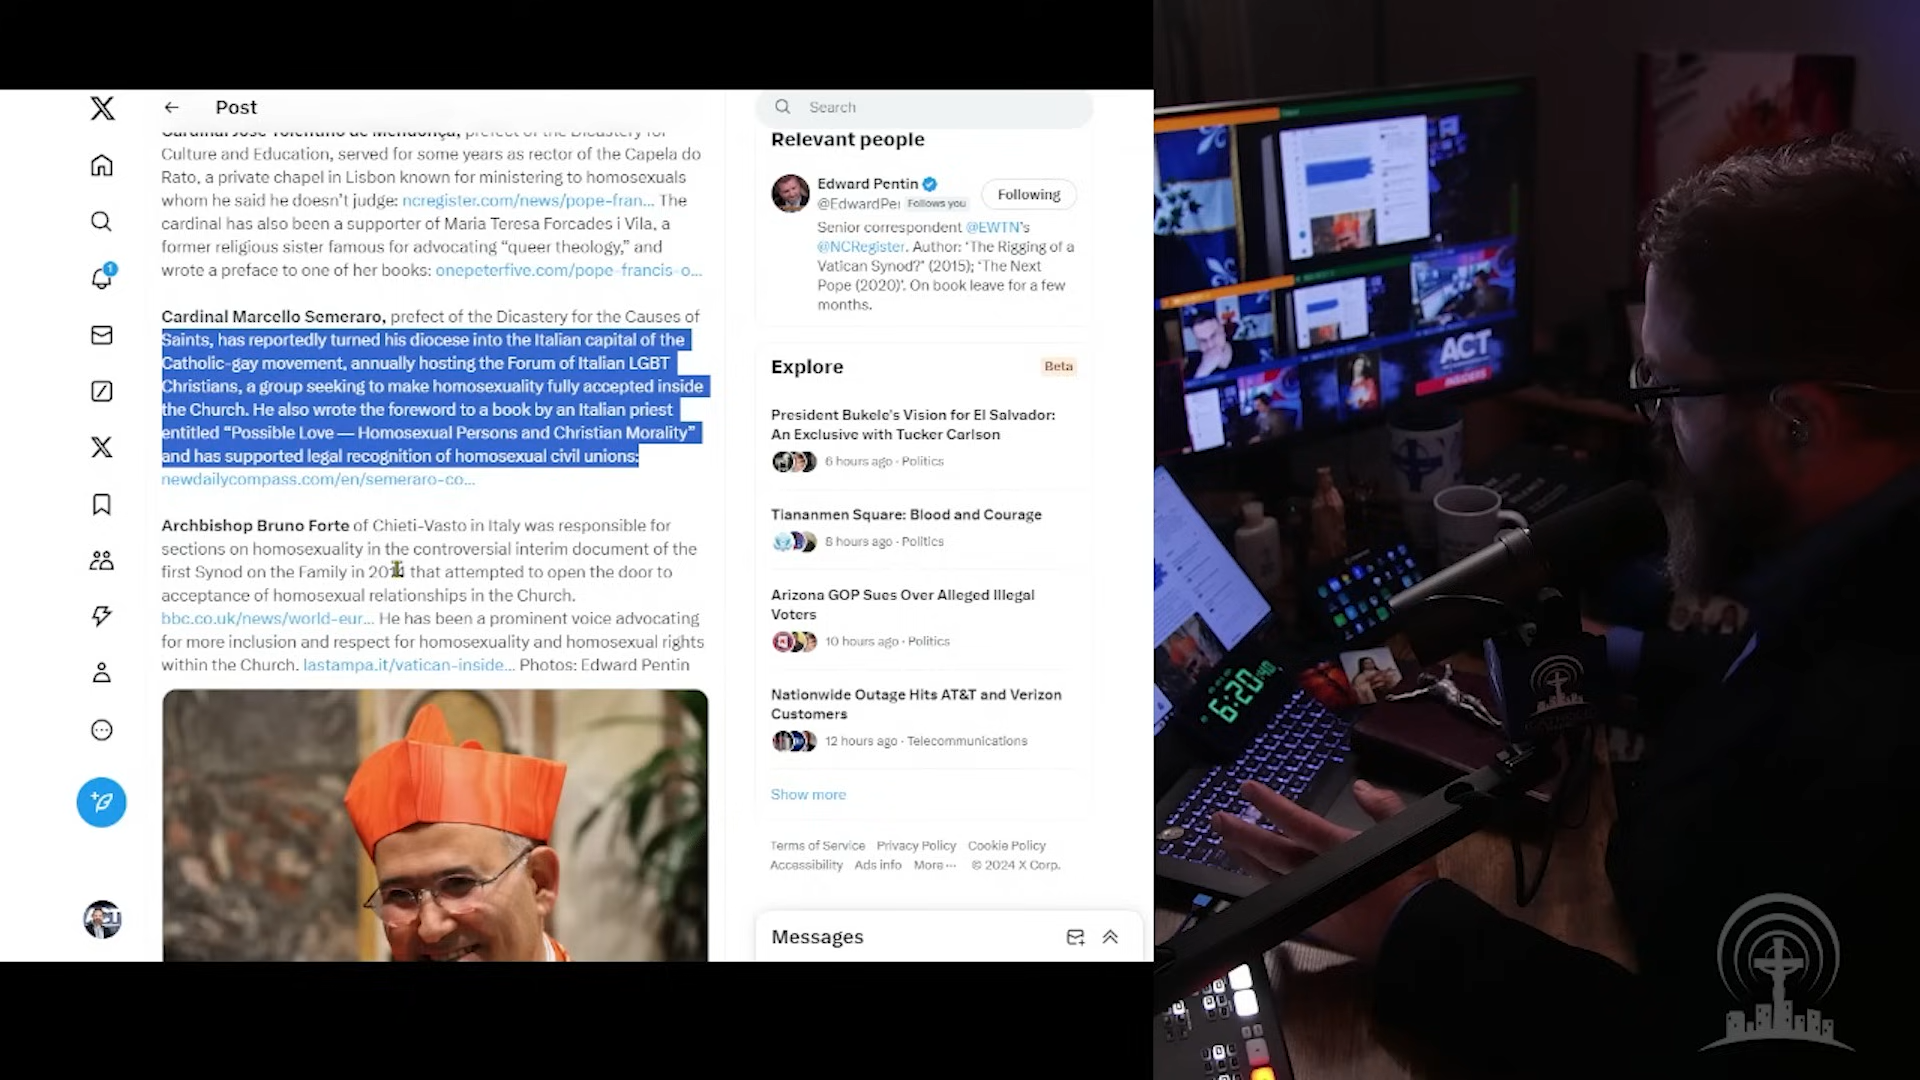 Post
Cardinal José Tolentino de Mendonça, prefect of the Dicastery for
Culture and Education, served for some years as rector of the Capela do
Rato, a private chapel in Lisbon known for ministering to homosexuals
whom he said he doesn't judge: ncregister.com/news/pope-fran... The
cardinal has also been a supporter of Maria Teresa Forcades i Vila, a
former religious sister famous for advocating “queer theology,” and
wrote a preface to one of her books: onepeterfive.com/pope-francis-o...
Cardinal Marcello Semeraro, prefect of the Dicastery for the Causes of
Saints, has reportedly turned his diocese into the Italian capital of the
Catholic-gay movement, annually hosting the Forum of Italian LGBT
Christians, a group seeking to make homosexuality fully accepted inside
the Church. He also wrote the foreword to a book by an Italian priest
entitled “Possible Love — Homosexual Persons and Christian Morality”
and has supported legal recognition of homosexual civil unions:
newdailycompass.com/en/semeraro-co...
Archbishop Bruno Forte of Chieti-Vasto in Italy was responsible for
sections on homosexuality in the controversial interim document of the
first Synod on the Family in 2014 that attempted to open the door to
acceptance of homosexual relationships in the Church.
bbc.co.uk/news/world-eur... He has been a prominent voice advocating
for more inclusion and respect for homosexuality and homosexual rights
within the Church. lastampa.it/vatican-inside... Photos: Edward Pentin
Search
Relevant people
Edward Pentin
@EdwardPe Follows you
Following
Senior correspondent @EWTN's
@NCRegister. Author: ‘The Rigging of a
Vatican Synod?’ (2015); ‘The Next
Pope (2020)’. On book leave for a few
months.
Explore
Beta
President Bukele's Vision for El Salvador:
An Exclusive with Tucker Carlson
6 hours ago · Politics
Tiananmen Square: Blood and Courage
8 hours ago · Politics
Arizona GOP Sues Over Alleged Illegal
Voters
10 hours ago · Politics
Nationwide Outage Hits AT&T and Verizon
Customers
12 hours ago · Telecommunications
Show more
Terms of Service Privacy Policy Cookie Policy
Accessibility Ads info More ··· © 2024 X Corp.
Messages
1
ACT
INSIDERS
6:20:40